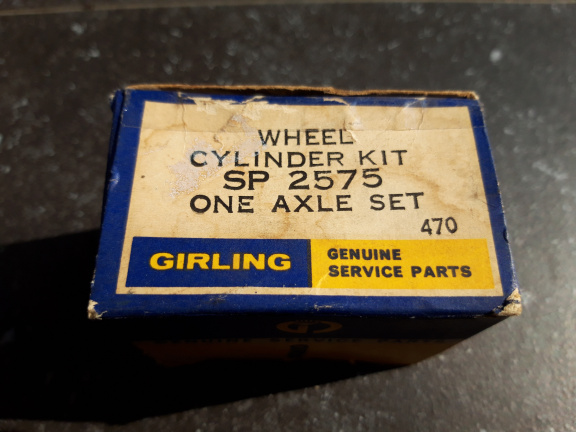 WHEEL
CYLINDER KIT
SP 2575
ONE AXLE SET
470
GIRLING
GENUINE
SERVICE PARTS